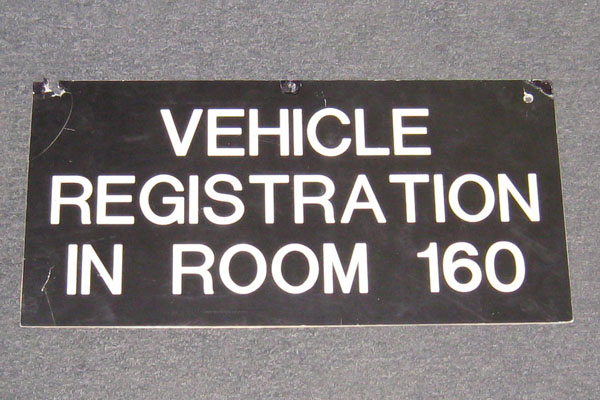 VEHICLE
REGISTRATION
IN ROOM 160